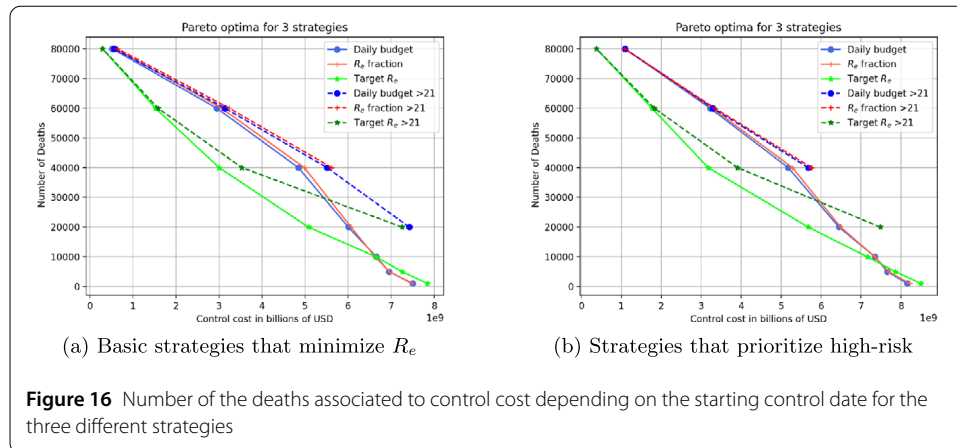 Pareto optima for 3 strategies
80000
70000
60000
50000
40000
30000
20000
10000
0
Number of Deaths
Daily budget
Re fraction
Target Re
Daily budget >21
Re fraction >21
Target Re >21
0 1 2 3 4 5 6 7 8
1e9
Control cost in billions of USD
(a) Basic strategies that minimize Re
Pareto optima for 3 strategies
80000
70000
60000
50000
40000
30000
20000
10000
0
Number of Deaths
Daily budget
Re fraction
Target Re
Daily budget >21
Re fraction >21
Target Re >21
0 1 2 3 4 5 6 7 8
1e9
Control cost in billions of USD
(b) Strategies that prioritize high-risk
Figure 16 Number of the deaths associated to control cost depending on the starting control date for the
three different strategies